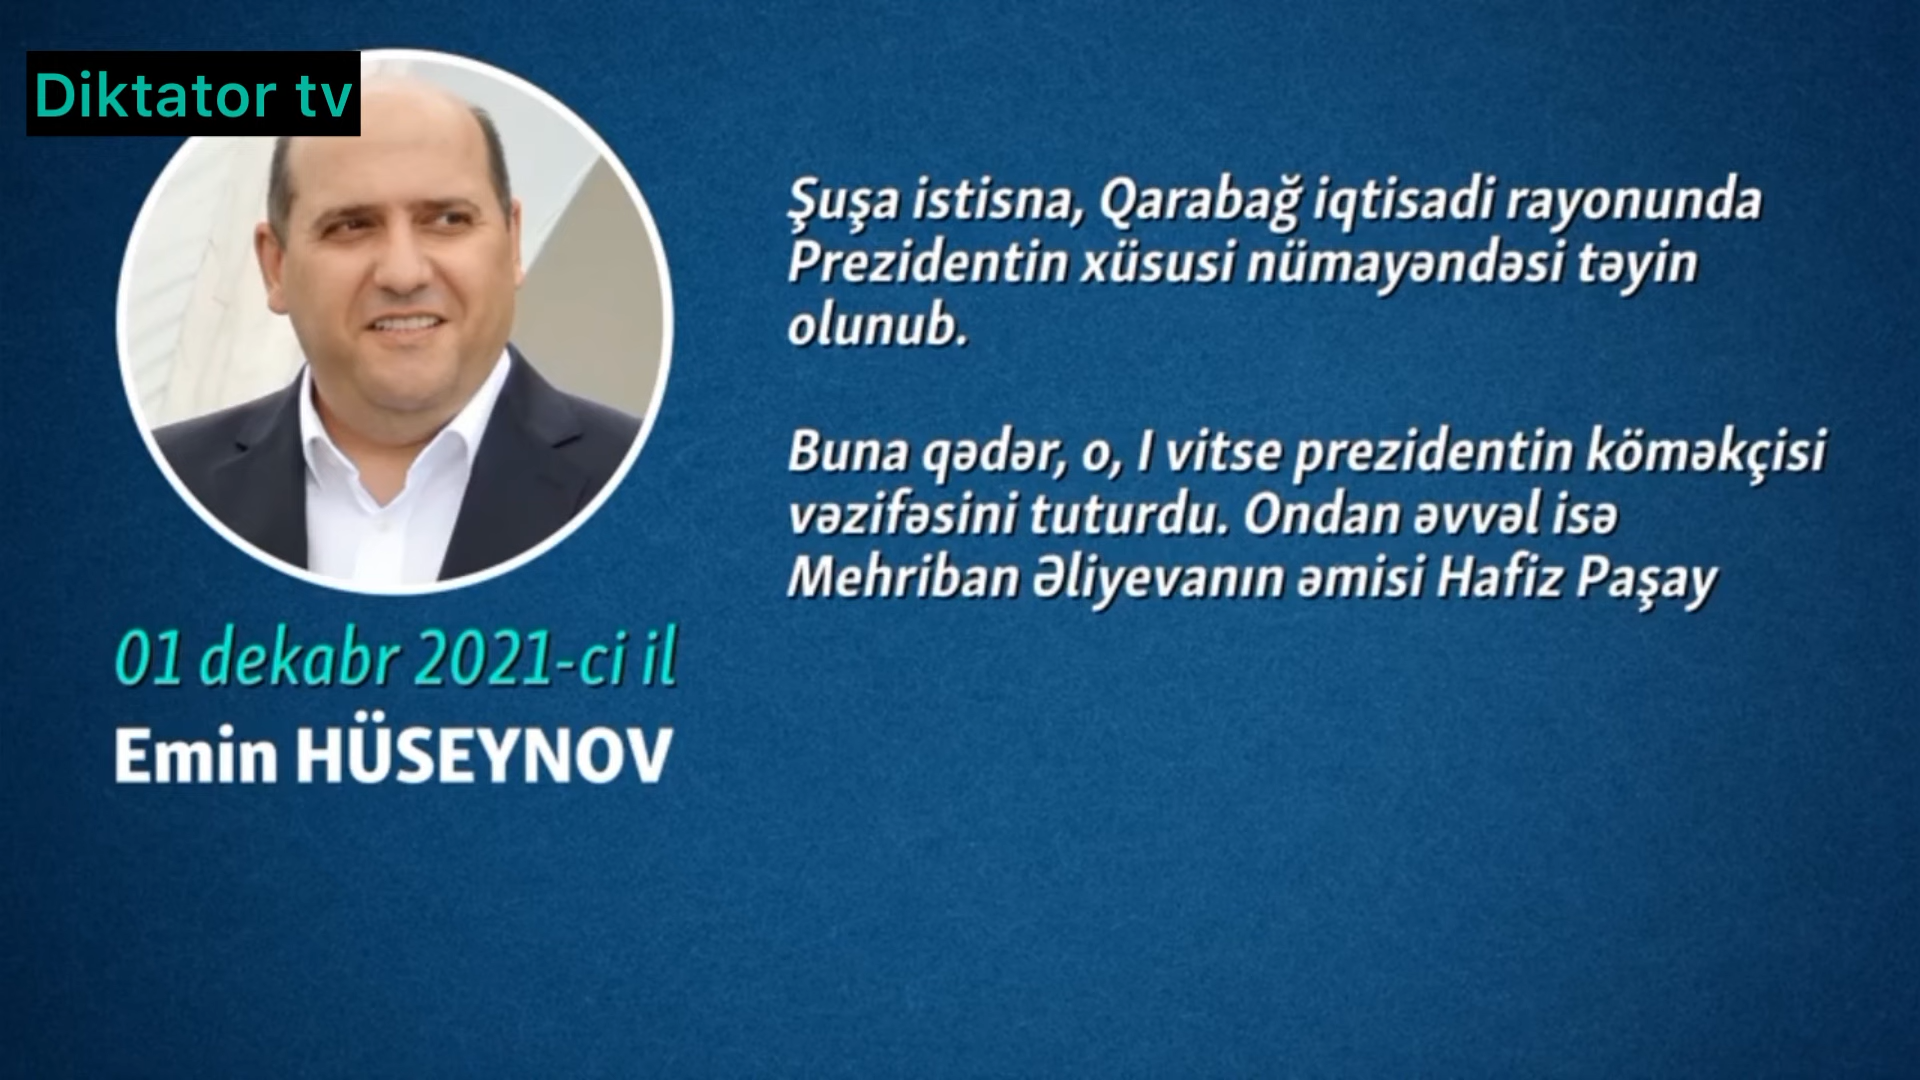 Diktator tv
Şuşa istisna, Qarabağ iqtisadi rayonunda
Prezidentin xüsusi nümayəndəsi təyin
olunub.
Buna qədər, o, I vitse prezidentin köməkçisi
vəzifəsini tuturdu. Ondan əvvəl isə
Mehriban Əliyevanın əmisi Hafiz Paşay
01 dekabr 2021-ci il
Emin HÜSEYNOV